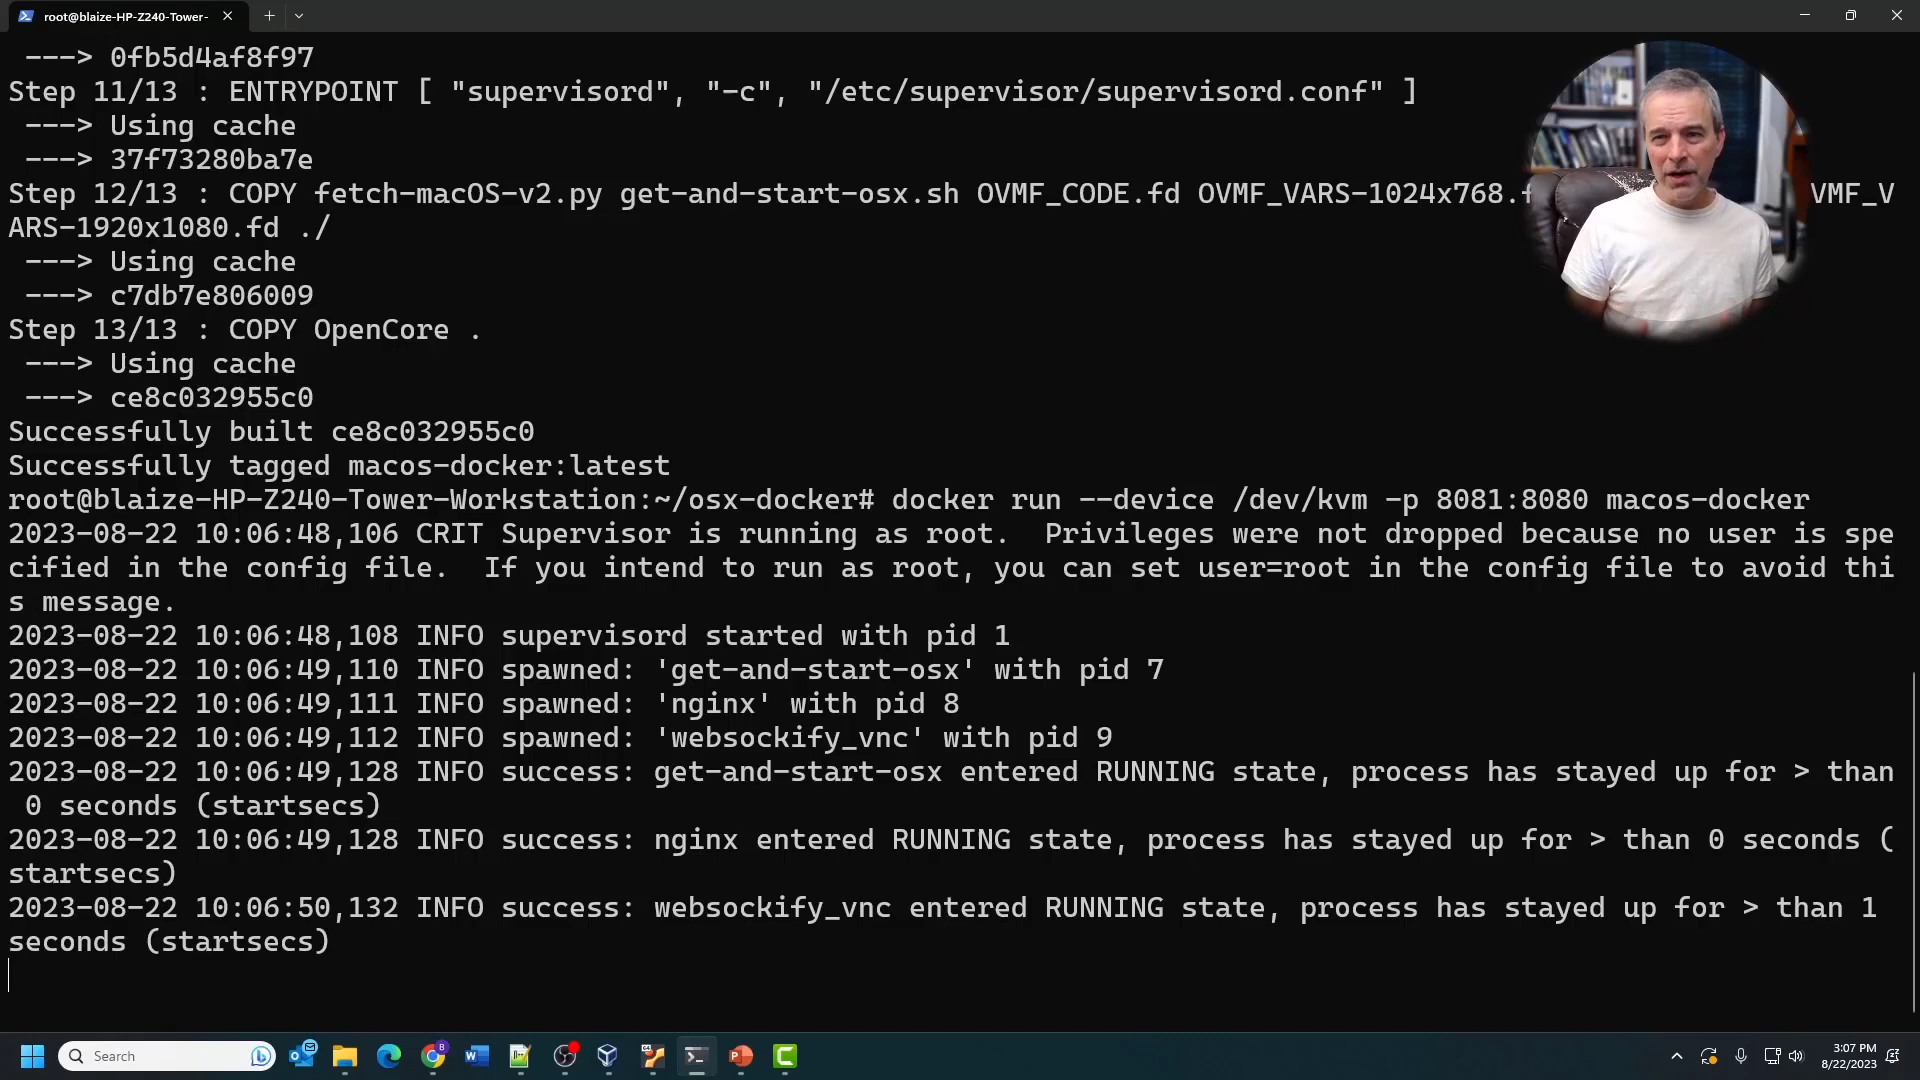 root@blaize-HP-Z240-Tower-
---> 0fb5d4af8f97
Step 11/13 : ENTRYPOINT [ "supervisord", "-c", "/etc/supervisor/supervisord.conf" ]
---> Using cache
---> 37f73280ba7e
Step 12/13 : COPY fetch-macOS-v2.py get-and-start-osx.sh OVMF_CODE.fd OVMF_VARS-1024x768.f VMF_V
ARS-1920x1080.fd ./
---> Using cache
---> c7db7e806009
Step 13/13 : COPY OpenCore .
---> Using cache
---> ce8c032955c0
Successfully built ce8c032955c0
Successfully tagged macos-docker:latest
root@blaize-HP-Z240-Tower-Workstation:~/osx-docker# docker run --device /dev/kvm -p 8081:8080 macos-docker
2023-08-22 10:06:48,106 CRIT Supervisor is running as root.  Privileges were not dropped because no user is spe
cified in the config file.  If you intend to run as root, you can set user=root in the config file to avoid thi
s message.
2023-08-22 10:06:48,108 INFO supervisord started with pid 1
2023-08-22 10:06:49,110 INFO spawned: 'get-and-start-osx' with pid 7
2023-08-22 10:06:49,111 INFO spawned: 'nginx' with pid 8
2023-08-22 10:06:49,112 INFO spawned: 'websockify_vnc' with pid 9
2023-08-22 10:06:49,128 INFO success: get-and-start-osx entered RUNNING state, process has stayed up for > than
0 seconds (startsecs)
2023-08-22 10:06:49,128 INFO success: nginx entered RUNNING state, process has stayed up for > than 0 seconds (
startsecs)
2023-08-22 10:06:50,132 INFO success: websockify_vnc entered RUNNING state, process has stayed up for > than 1
seconds (startsecs)
Search
3:07 PM
8/22/2023